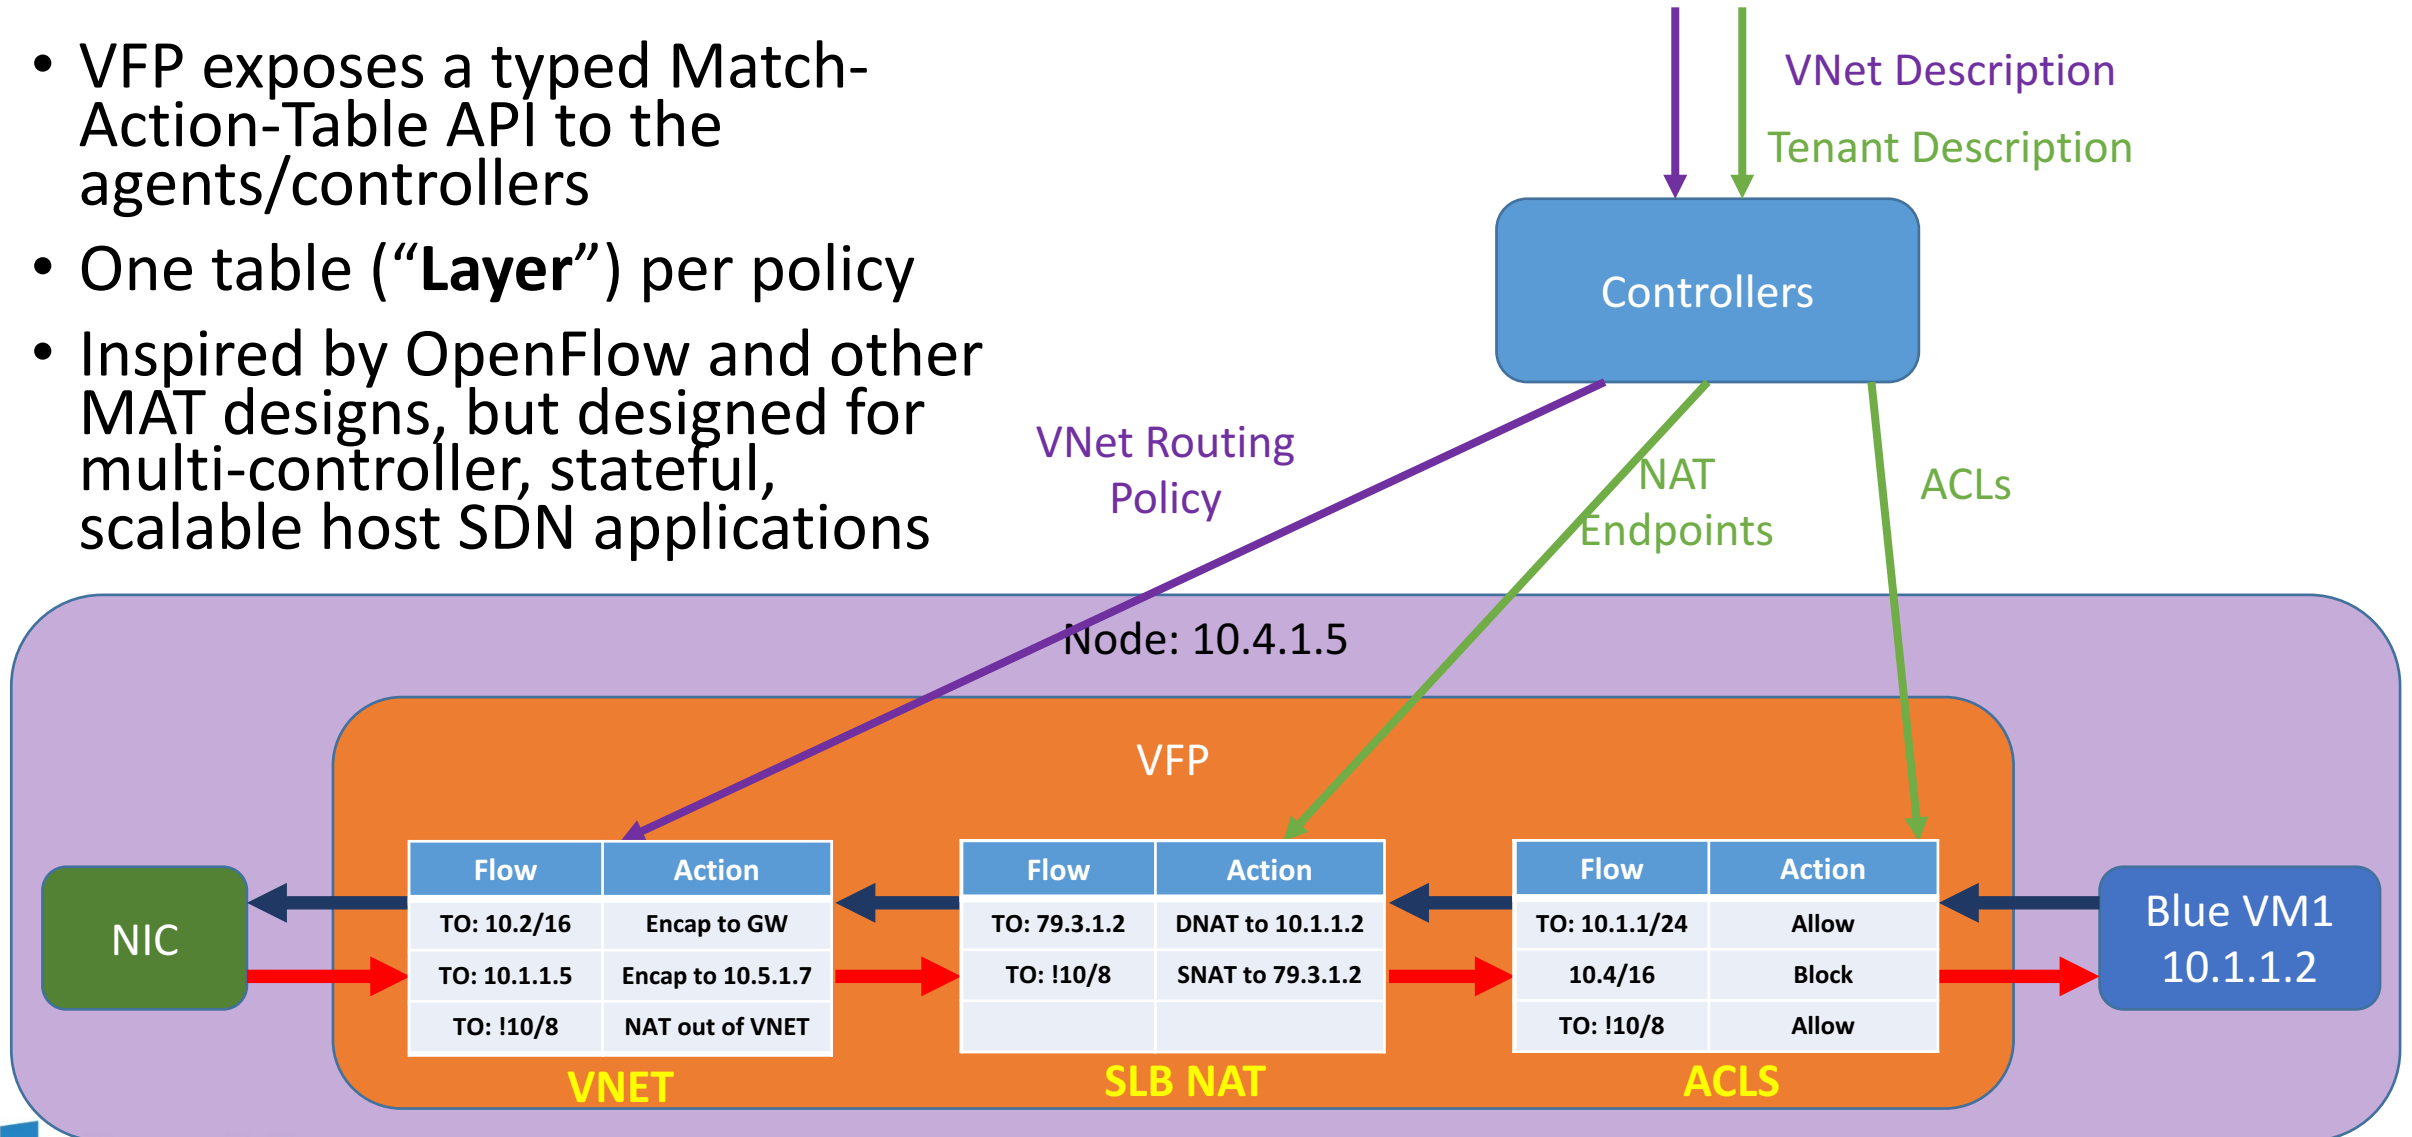 • VFP exposes a typed Match-
Action-Table API to the
agents/controllers
• One table (“Layer”) per policy
• Inspired by OpenFlow and other
MAT designs, but designed for
multi-controller, stateful,
scalable host SDN applications
VNet Description
Tenant Description
Controllers
VNet Routing
Policy
NAT
Endpoints
ACLs
Node: 10.4.1.5
VFP
NIC
Flow Action
TO: 10.2/16 Encap to GW
TO: 10.1.1.5 Encap to 10.5.1.7
TO: !10/8 NAT out of VNET
VNET
Flow Action
TO: 79.3.1.2 DNAT to 10.1.1.2
TO: !10/8 SNAT to 79.3.1.2
SLB NAT
Flow Action
TO: 10.1.1/24 Allow
10.4/16 Block
TO: !10/8 Allow
ACLS
Blue VM1
10.1.1.2